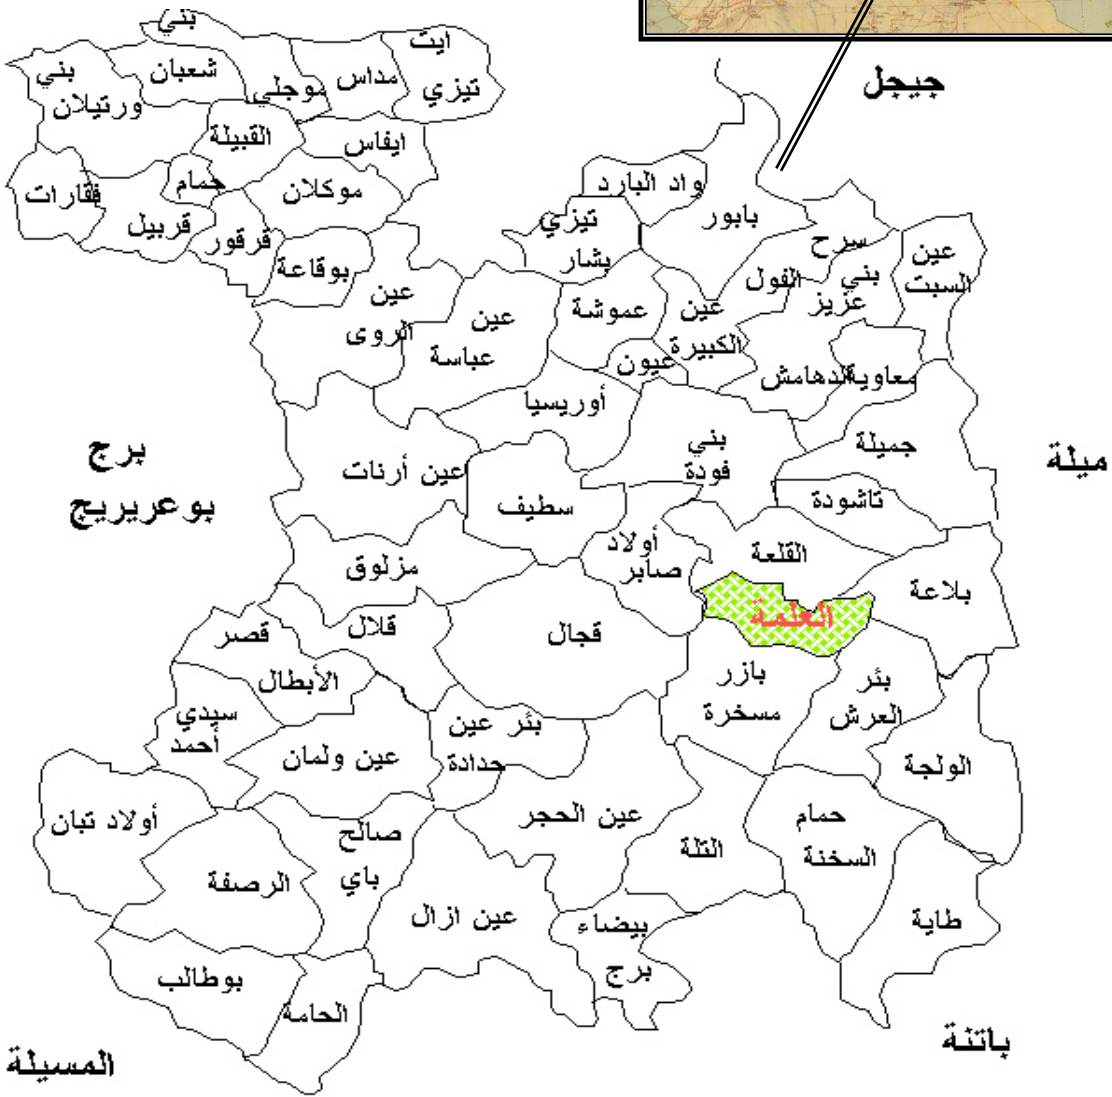 بني
ايت
تيزي
مداس
موجلي
شعبان
بني
ورتيلان
القبيلة
ايفاس
جيجل
فقارات
حمام
موكلان
قربيل
قرقور
بوقاعة
واد البارد
تيزي
بشار
بابور
سرح
الفول
بني
عزيز
عين
السبت
عين
الروى
عين
عباسة
عموشة
عين
الكبيرة
عيون
معاوية
الدهامش
أوريسيا
جميلة
ميلة
برج
بوعريريج
عين أرنات
بني
فودة
سطيف
تاشودة
أولاد
صابر
القلعة
مزلوق
بلاعة
العلمة
قلال
قجال
قصر
الأبطال
بازر
مسخرة
بئر
العرش
سيدي
أحمد
بئر عين
حدادة
عين ولمان
الولجة
أولاد تبان
صالح
باي
عين الحجر
التلة
حمام
السخنة
الرصفة
عين ازال
بيضاء
برج
طاية
بوطالب
الحامة
باتنة
المسيلة